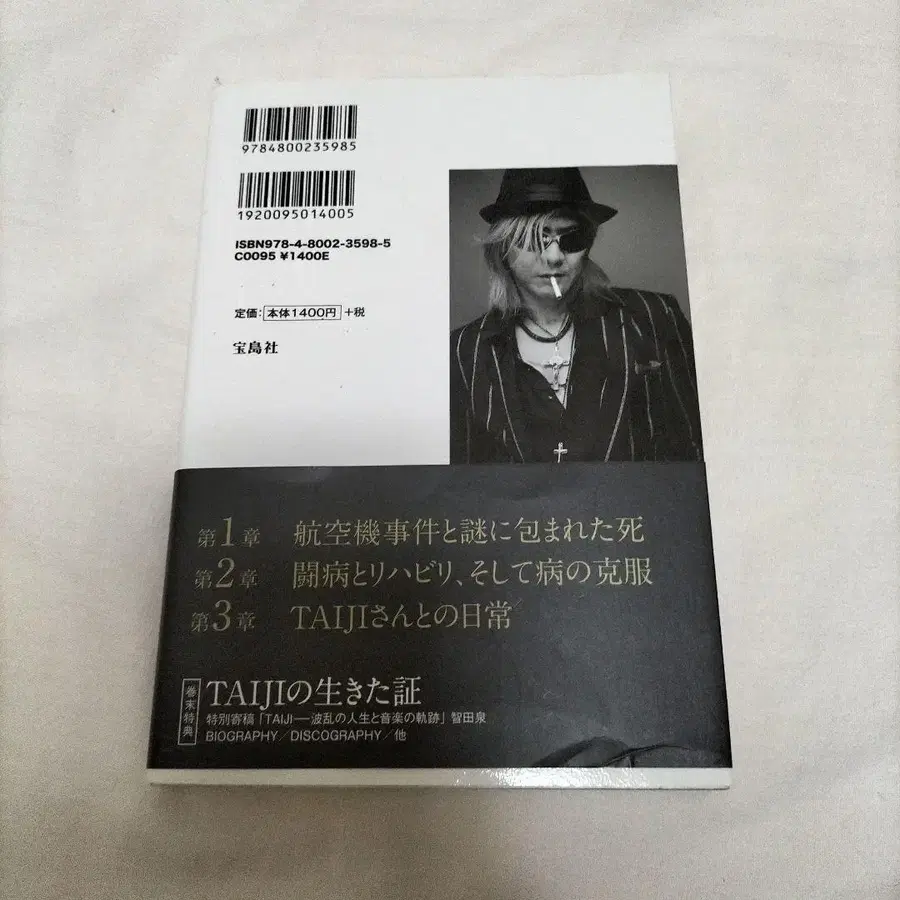 9784800235985
1920095014005
ISBN978-4-8002-3598-5
C0095 ¥1400E
定価:本体1400円+税
宝島社
第1章 航空機事件と謎に包まれた死
第2章 闘病とリハビリ、そして病の克服
第3章 TAIJIさんとの日常
巻末特典
TAIJIの生きた証
特別寄稿「TAIJI—波乱の人生と音楽の軌跡」智田泉
BIOGRAPHY/DISCOGRAPHY/他